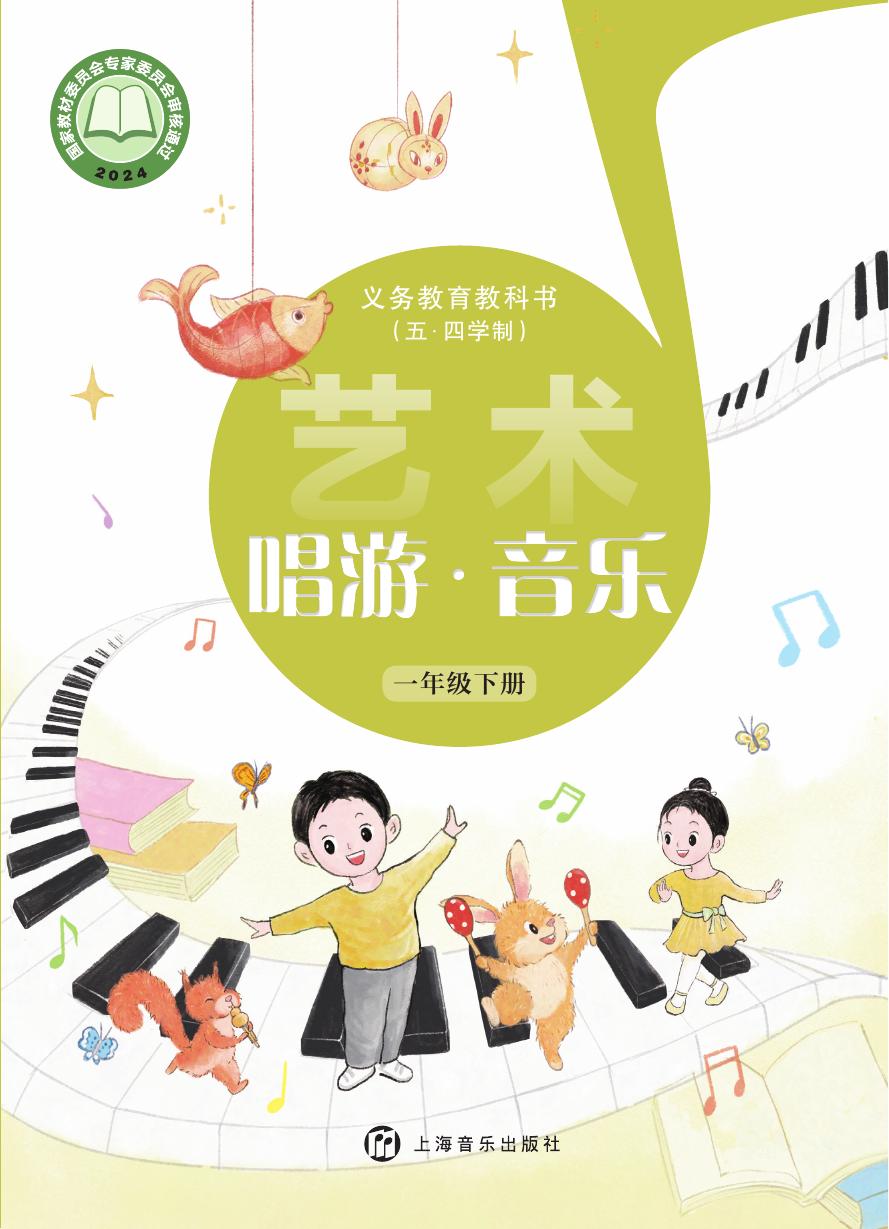 国家教材委员会专家委员会审核通过
2024
义务教育教科书
（五·四学制）
艺术
唱游·音乐
一年级下册
上海音乐出版社